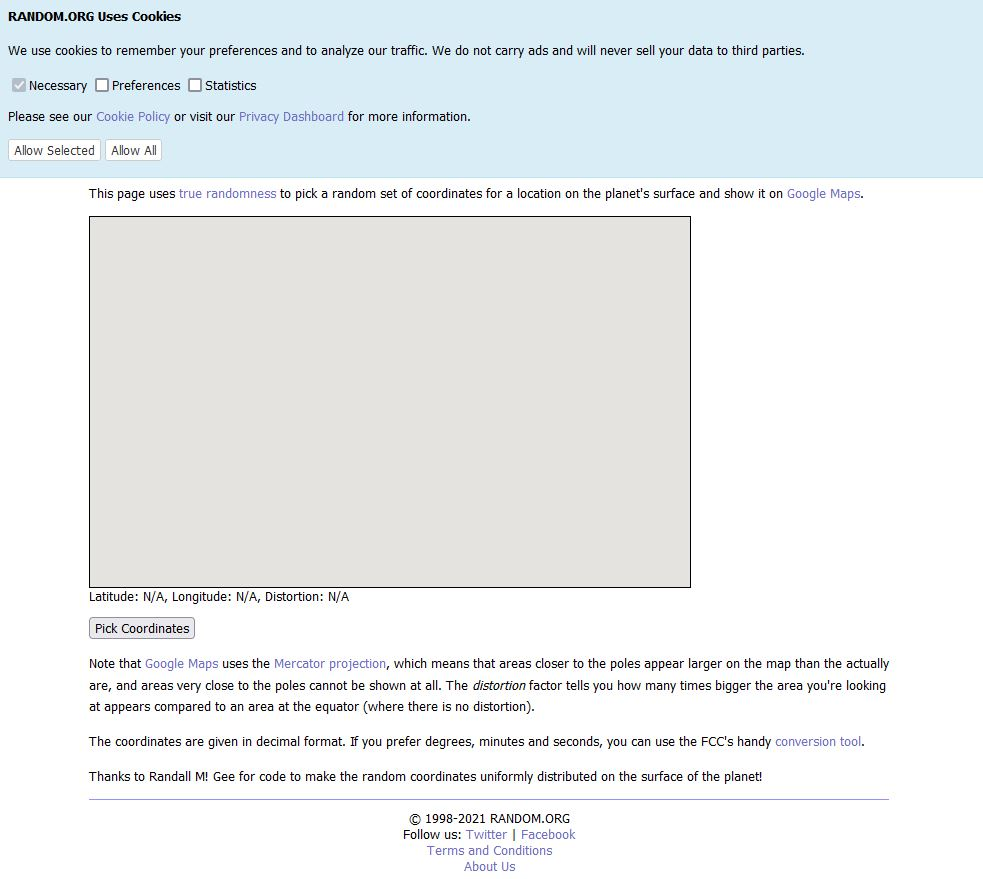 RANDOM.ORG Uses Cookies
We use cookies to remember your preferences and to analyze our traffic. We do not carry ads and will never sell your data to third parties.
Necessary Preferences Statistics
Please see our Cookie Policy or visit our Privacy Dashboard for more information.
Allow Selected Allow All
This page uses true randomness to pick a random set of coordinates for a location on the planet's surface and show it on Google Maps.
Latitude: N/A, Longitude: N/A, Distortion: N/A
Pick Coordinates
Note that Google Maps uses the Mercator projection, which means that areas closer to the poles appear larger on the map than the actually
are, and areas very close to the poles cannot be shown at all. The distortion factor tells you how many times bigger the area you're looking
at appears compared to an area at the equator (where there is no distortion).
The coordinates are given in decimal format. If you prefer degrees, minutes and seconds, you can use the FCC's handy conversion tool.
Thanks to Randall M! Gee for code to make the random coordinates uniformly distributed on the surface of the planet!
© 1998-2021 RANDOM.ORG
Follow us: Twitter | Facebook
Terms and Conditions
About Us